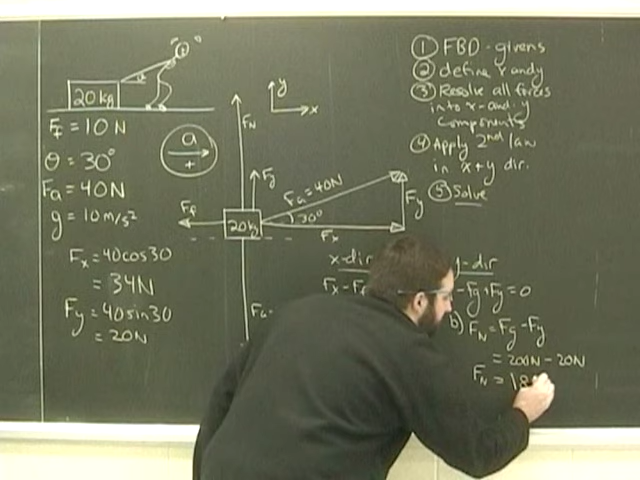 20 kg
Ff = 10 N
θ = 30°
Fa = 40N
g = 10 m/s²
Fx = 40cos30
= 34N
Fy = 40sin30
= 20N
a
+
θ
y
x
FN
Fy
Fa = 40N
30°
Ff
20kg
Fx
Fy
① FBD - givens
② define x and y
③ Resolve all forces
into x-and-y
components
④ Apply 2nd law
in x+y dir.
⑤ Solve
x-dir
y-dir
- Fg + Fy = 0
b) FN = Fg - Fy
= 200N - 20N
FN = 18